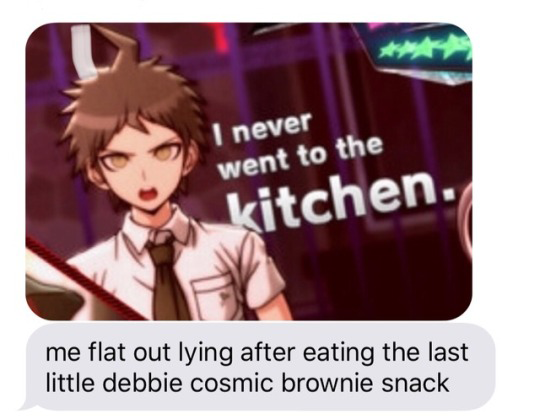 I never
went to the
kitchen.
me flat out lying after eating the last
little debbie cosmic brownie snack